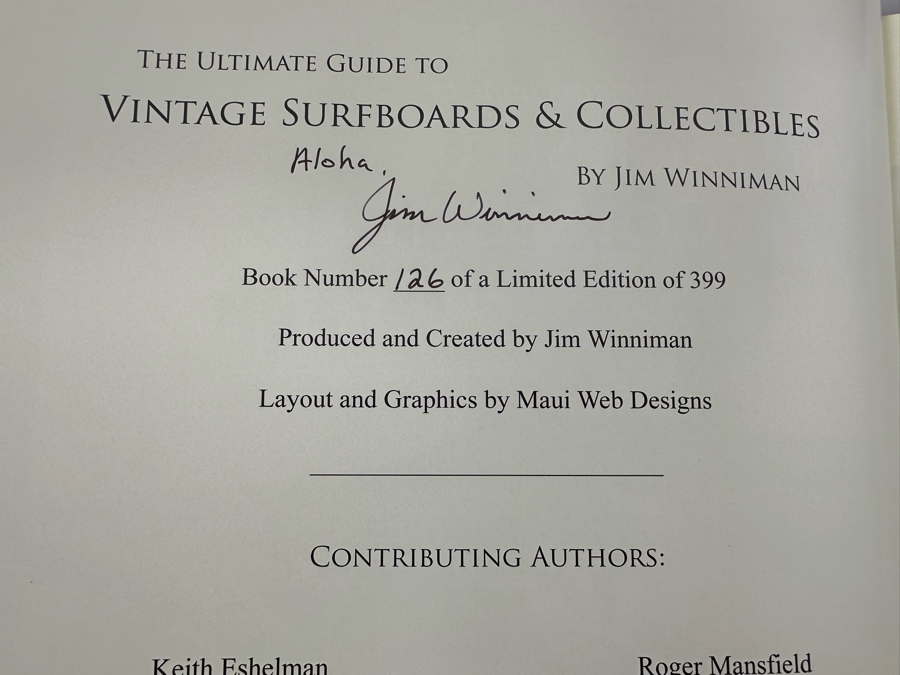 The Ultimate Guide to
Vintage Surfboards & Collectibles
Aloha,
By Jim Winniman
Jim Winniman
Book Number 126 of a Limited Edition of 399
Produced and Created by Jim Winniman
Layout and Graphics by Maui Web Designs
Contributing Authors:
Keith Eshelman Roger Mansfield